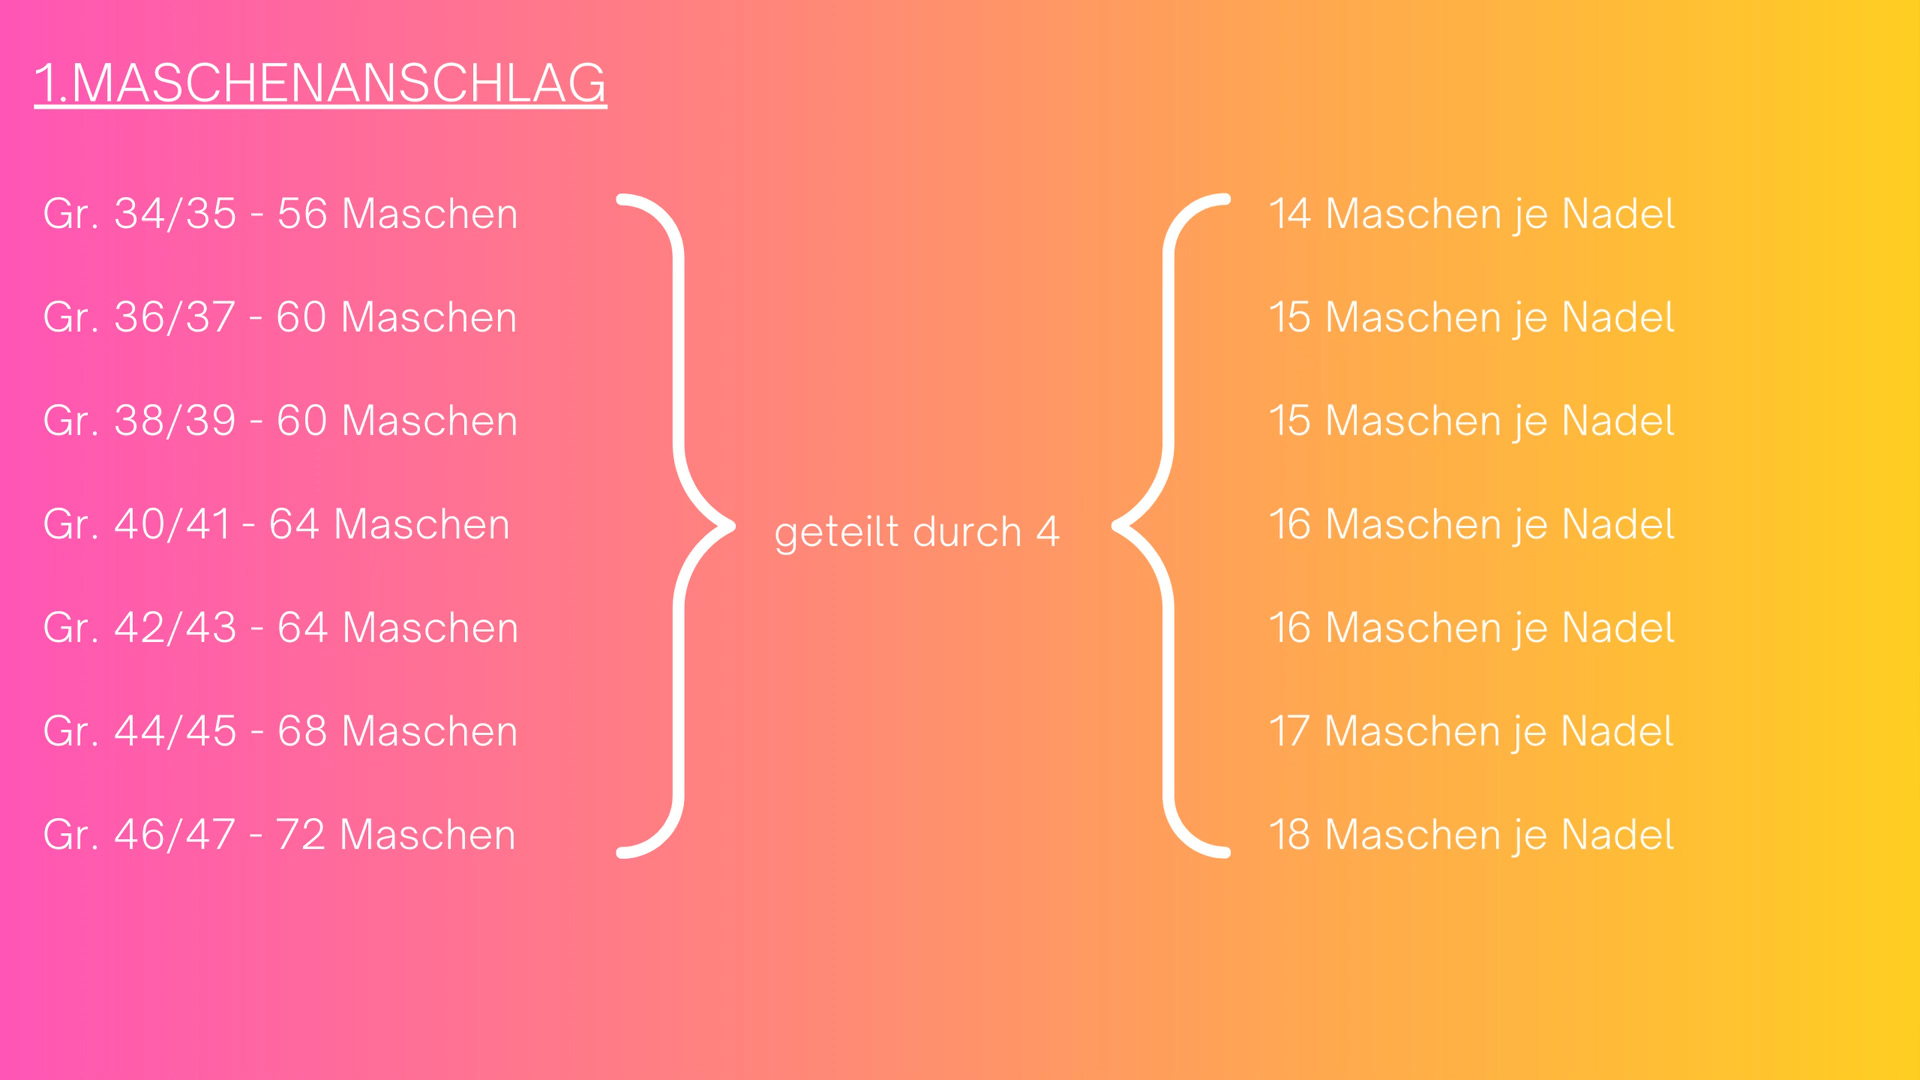 1.MASCHENANSCHLAG
Gr. 34/35 - 56 Maschen
Gr. 36/37 - 60 Maschen
Gr. 38/39 - 60 Maschen
Gr. 40/41 - 64 Maschen
Gr. 42/43 - 64 Maschen
Gr. 44/45 - 68 Maschen
Gr. 46/47 - 72 Maschen
geteilt durch 4
14 Maschen je Nadel
15 Maschen je Nadel
15 Maschen je Nadel
16 Maschen je Nadel
16 Maschen je Nadel
17 Maschen je Nadel
18 Maschen je Nadel